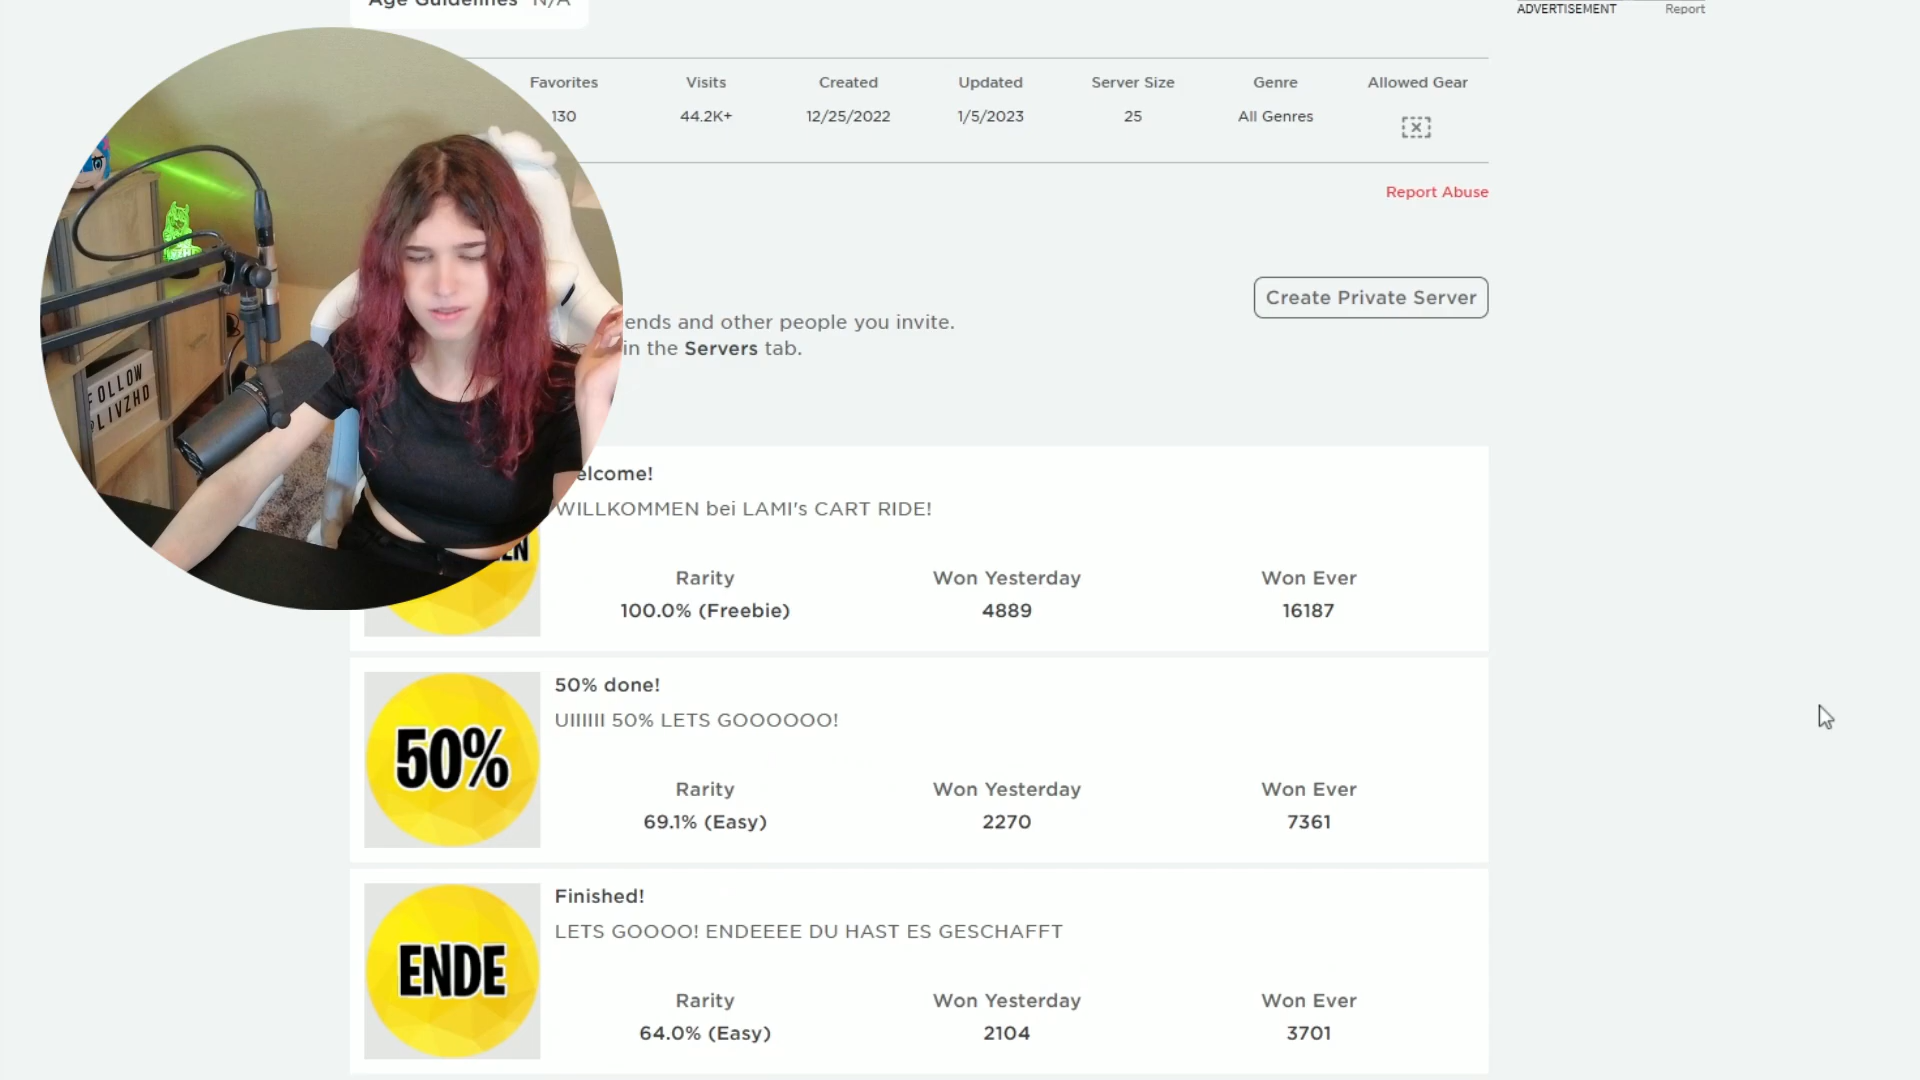 Age Guidelines N/A
ADVERTISEMENT Report
Favorites Visits Created Updated Server Size Genre Allowed Gear
130 44.2K+ 12/25/2022 1/5/2023 25 All Genres
Report Abuse
Create Private Server
ends and other people you invite.
in the Servers tab.
FOLLOW
@LIVZHD
elcome!
WILLKOMMEN bei LAMI's CART RIDE!
EN
Rarity Won Yesterday Won Ever
100.0% (Freebie) 4889 16187
50%
50% done!
UIIIIII 50% LETS GOOOOOO!
Rarity Won Yesterday Won Ever
69.1% (Easy) 2270 7361
ENDE
Finished!
LETS GOOOO! ENDEEEE DU HAST ES GESCHAFFT
Rarity Won Yesterday Won Ever
64.0% (Easy) 2104 3701